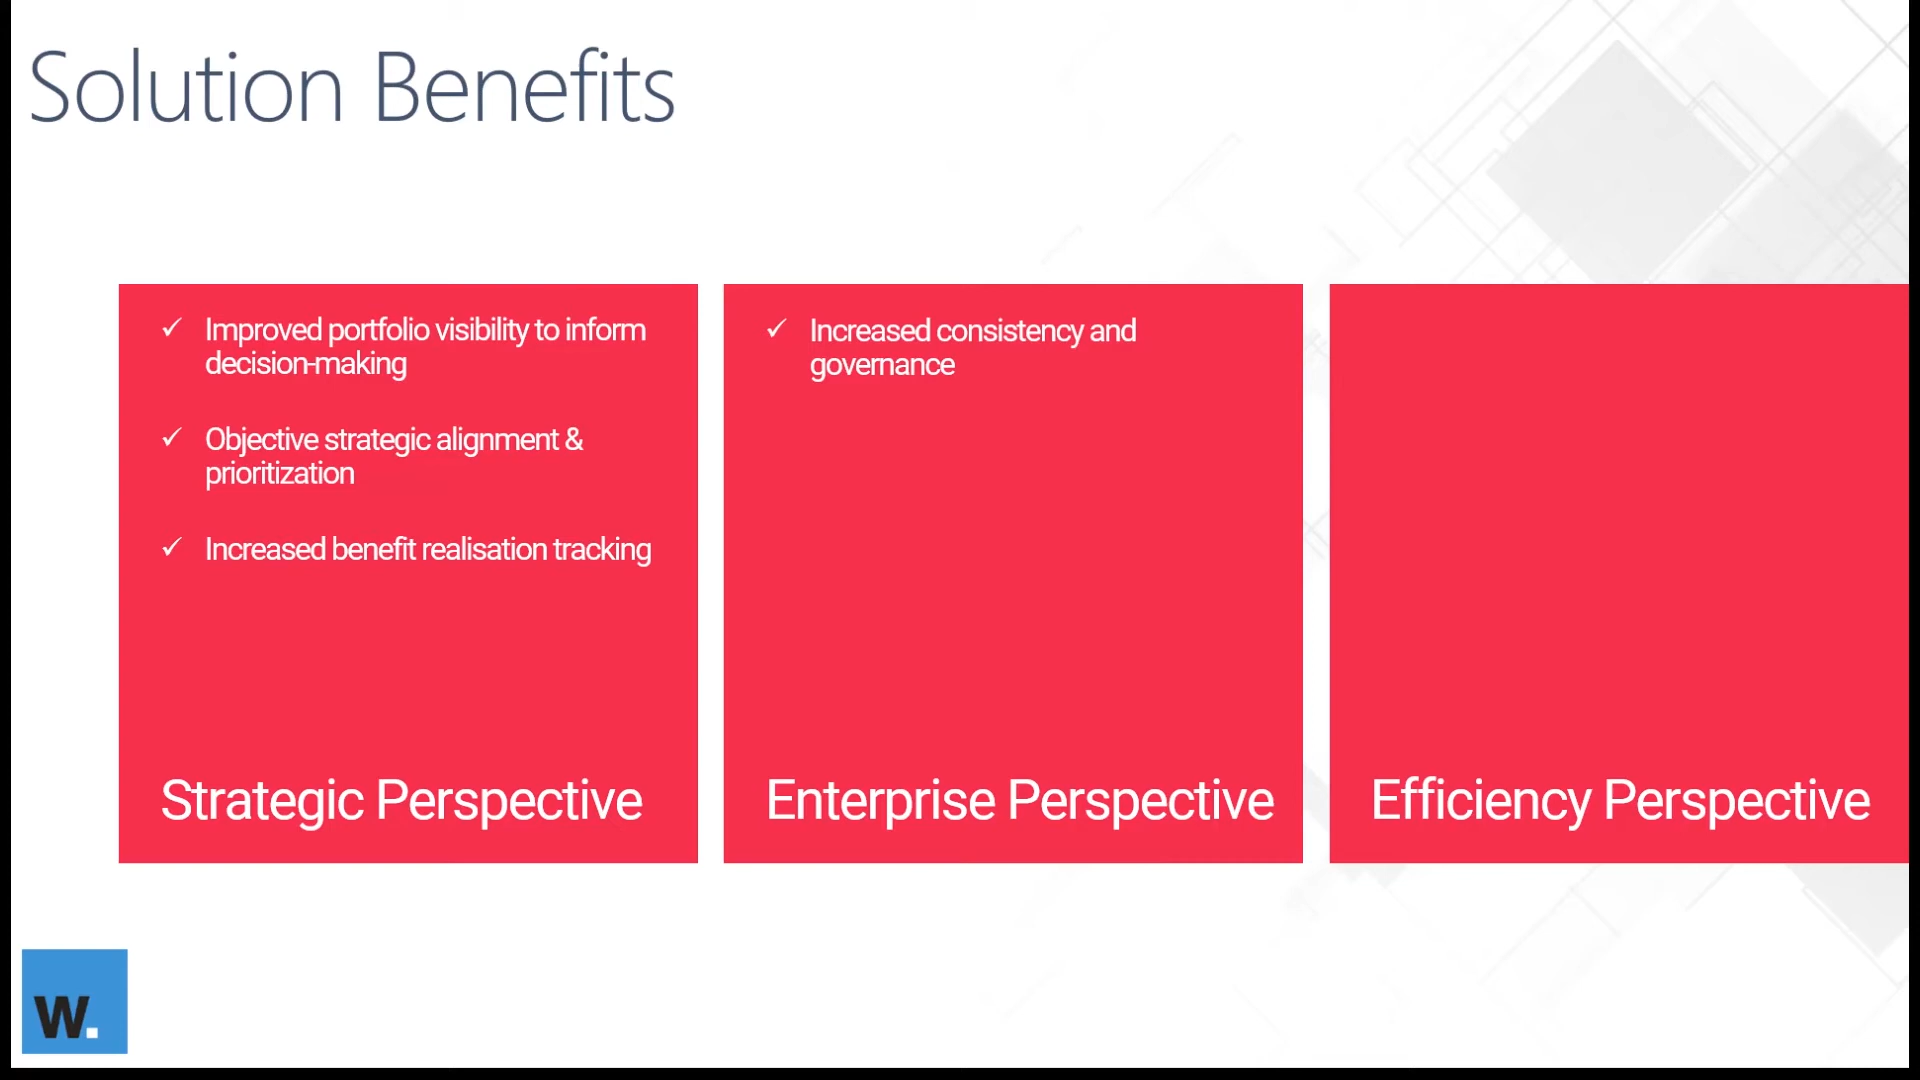 Solution Benefits
✓ Improved portfolio visibility to inform
decision-making
✓ Objective strategic alignment &
prioritization
✓ Increased benefit realisation tracking
Strategic Perspective
✓ Increased consistency and
governance
Enterprise Perspective
Efficiency Perspective
W.